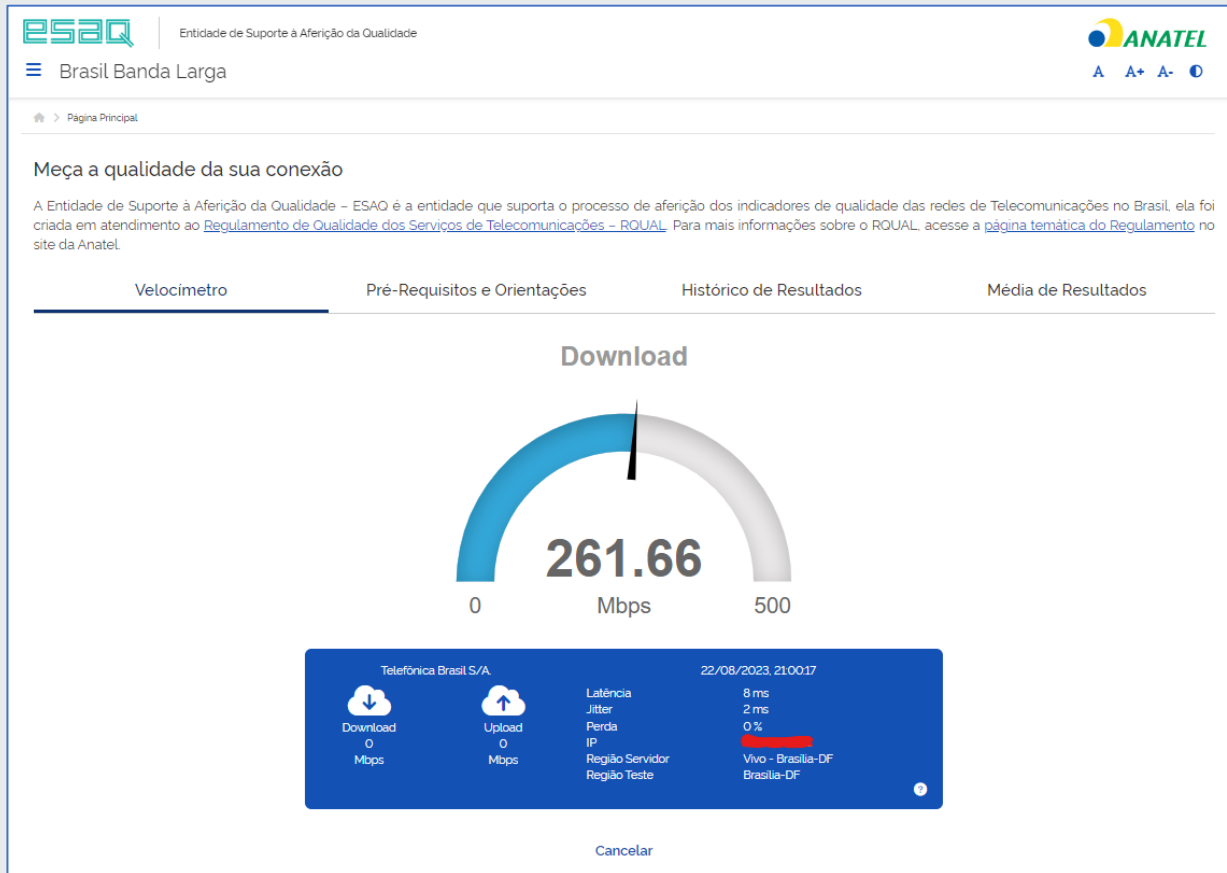 esaq
Entidade de Suporte à Aferição da Qualidade
ANATEL
Brasil Banda Larga
A A+ A-
> Página Principal
Meça a qualidade da sua conexão
A Entidade de Suporte à Aferição da Qualidade – ESAQ é a entidade que suporta o processo de aferição dos indicadores de qualidade das redes de Telecomunicações no Brasil, ela foi
criada em atendimento ao Regulamento de Qualidade dos Serviços de Telecomunicações – RQUAL. Para mais informações sobre o RQUAL, acesse a página temática do Regulamento no
site da Anatel.
Velocímetro Pré-Requisitos e Orientações Histórico de Resultados Média de Resultados
Download
261.66
0 Mbps 500
Telefônica Brasil S/A. 22/08/2023, 21:00:17
Download
0
Mbps
Upload
0
Mbps
Latência 8 ms
Jitter 2 ms
Perda 0 %
IP
Região Servidor Vivo - Brasília-DF
Região Teste Brasília-DF
?
Cancelar